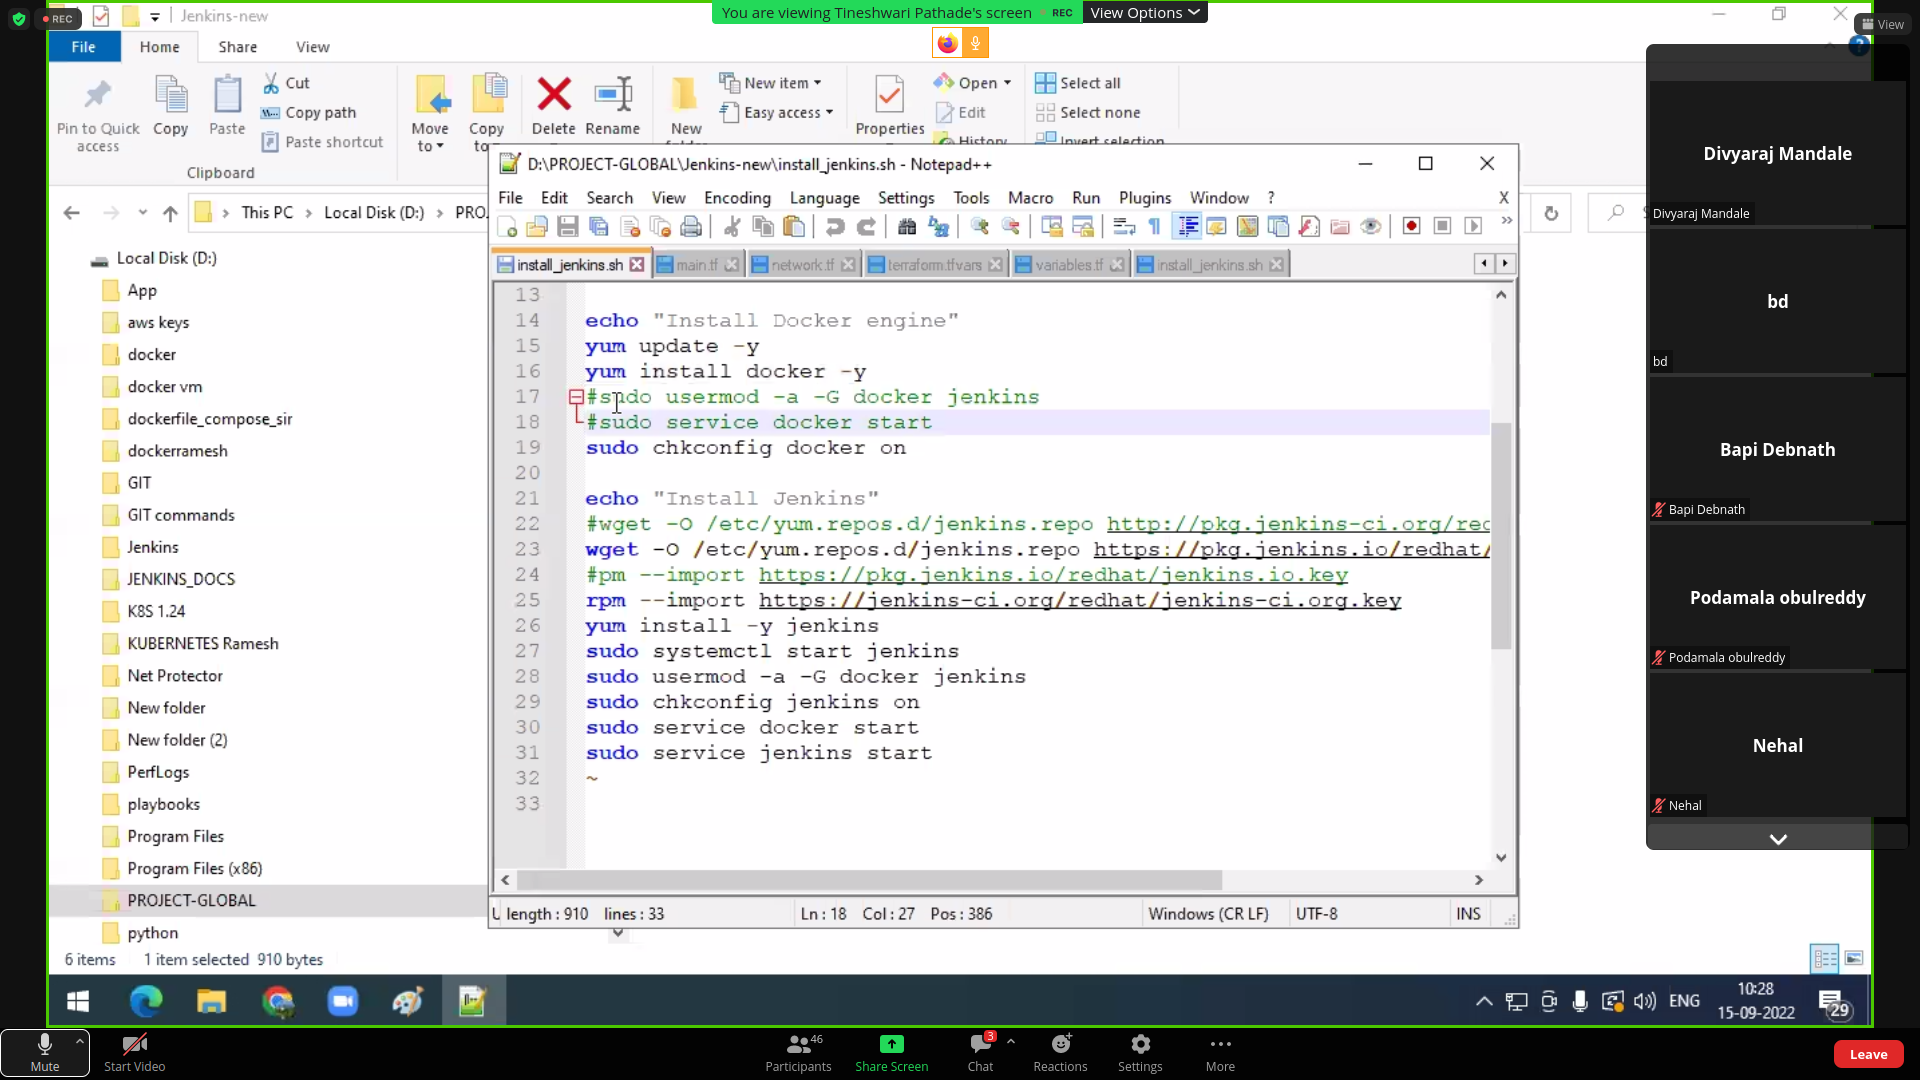 REC
Jenkins-new
You are viewing Tineshwari Pathade's screen
REC
View Options
View
File
Home
Share
View
Pin to Quick access
Copy
Paste
Cut
Copy path
Paste shortcut
Move to
Copy to
Delete
Rename
New
New item
Easy access
Properties
Open
Edit
History
Select all
Select none
Invert selection
Clipboard
This PC
Local Disk (D:)
PRO
Local Disk (D:)
App
aws keys
docker
docker vm
dockerfile_compose_sir
dockerramesh
GIT
GIT commands
Jenkins
JENKINS_DOCS
K8S 1.24
KUBERNETES Ramesh
Net Protector
New folder
New folder (2)
PerfLogs
playbooks
Program Files
Program Files (x86)
PROJECT-GLOBAL
python
6 items
1 item selected 910 bytes
D:\PROJECT-GLOBAL\Jenkins-new\install_jenkins.sh - Notepad++
File Edit Search View Encoding Language Settings Tools Macro Run Plugins Window ? X
install_jenkins.sh
main.tf
network.tf
terraform.tfvars
variables.tf
install_jenkins.sh
13
14 echo "Install Docker engine"
15 yum update -y
16 yum install docker -y
17 #sudo usermod -a -G docker jenkins
18 #sudo service docker start
19 sudo chkconfig docker on
20
21 echo "Install Jenkins"
22 #wget -O /etc/yum.repos.d/jenkins.repo http://pkg.jenkins-ci.org/red
23 wget -O /etc/yum.repos.d/jenkins.repo https://pkg.jenkins.io/redhat/
24 #pm --import https://pkg.jenkins.io/redhat/jenkins.io.key
25 rpm --import https://jenkins-ci.org/redhat/jenkins-ci.org.key
26 yum install -y jenkins
27 sudo systemctl start jenkins
28 sudo usermod -a -G docker jenkins
29 sudo chkconfig jenkins on
30 sudo service docker start
31 sudo service jenkins start
32 ~
33
length : 910 lines : 33
Ln : 18 Col : 27 Pos : 386
Windows (CR LF)
UTF-8
INS
Divyaraj Mandale
Divyaraj Mandale
bd
bd
Bapi Debnath
Bapi Debnath
Podamala obulreddy
Podamala obulreddy
Nehal
Nehal
ENG
10:28
15-09-2022
29
Mute
Start Video
46
Participants
Share Screen
3
Chat
Reactions
Settings
More
Leave